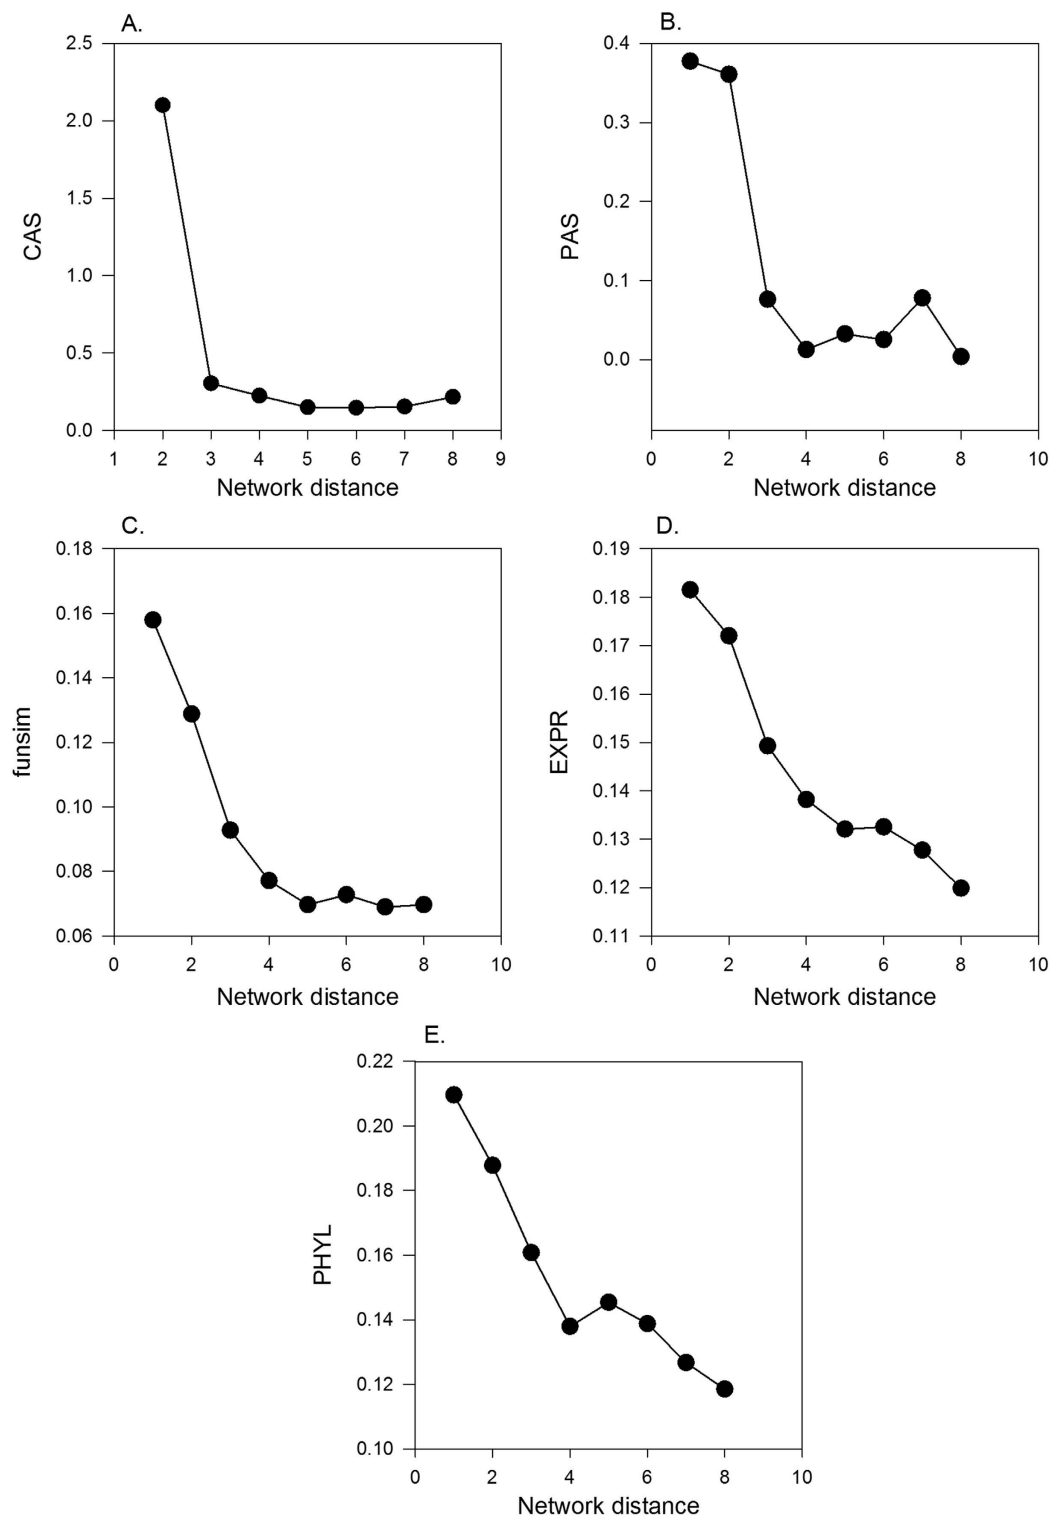 A.
2.5
2.0
1.5
1.0
0.5
0.0
CAS
1 2 3 4 5 6 7 8 9
Network distance
B.
0.4
0.3
0.2
0.1
0.0
PAS
0 2 4 6 8 10
Network distance
C.
0.18
0.16
0.14
0.12
0.10
0.08
0.06
funsim
0 2 4 6 8 10
Network distance
D.
0.19
0.18
0.17
0.16
0.15
0.14
0.13
0.12
0.11
EXPR
0 2 4 6 8 10
Network distance
E.
0.22
0.20
0.18
0.16
0.14
0.12
0.10
PHYL
0 2 4 6 8 10
Network distance